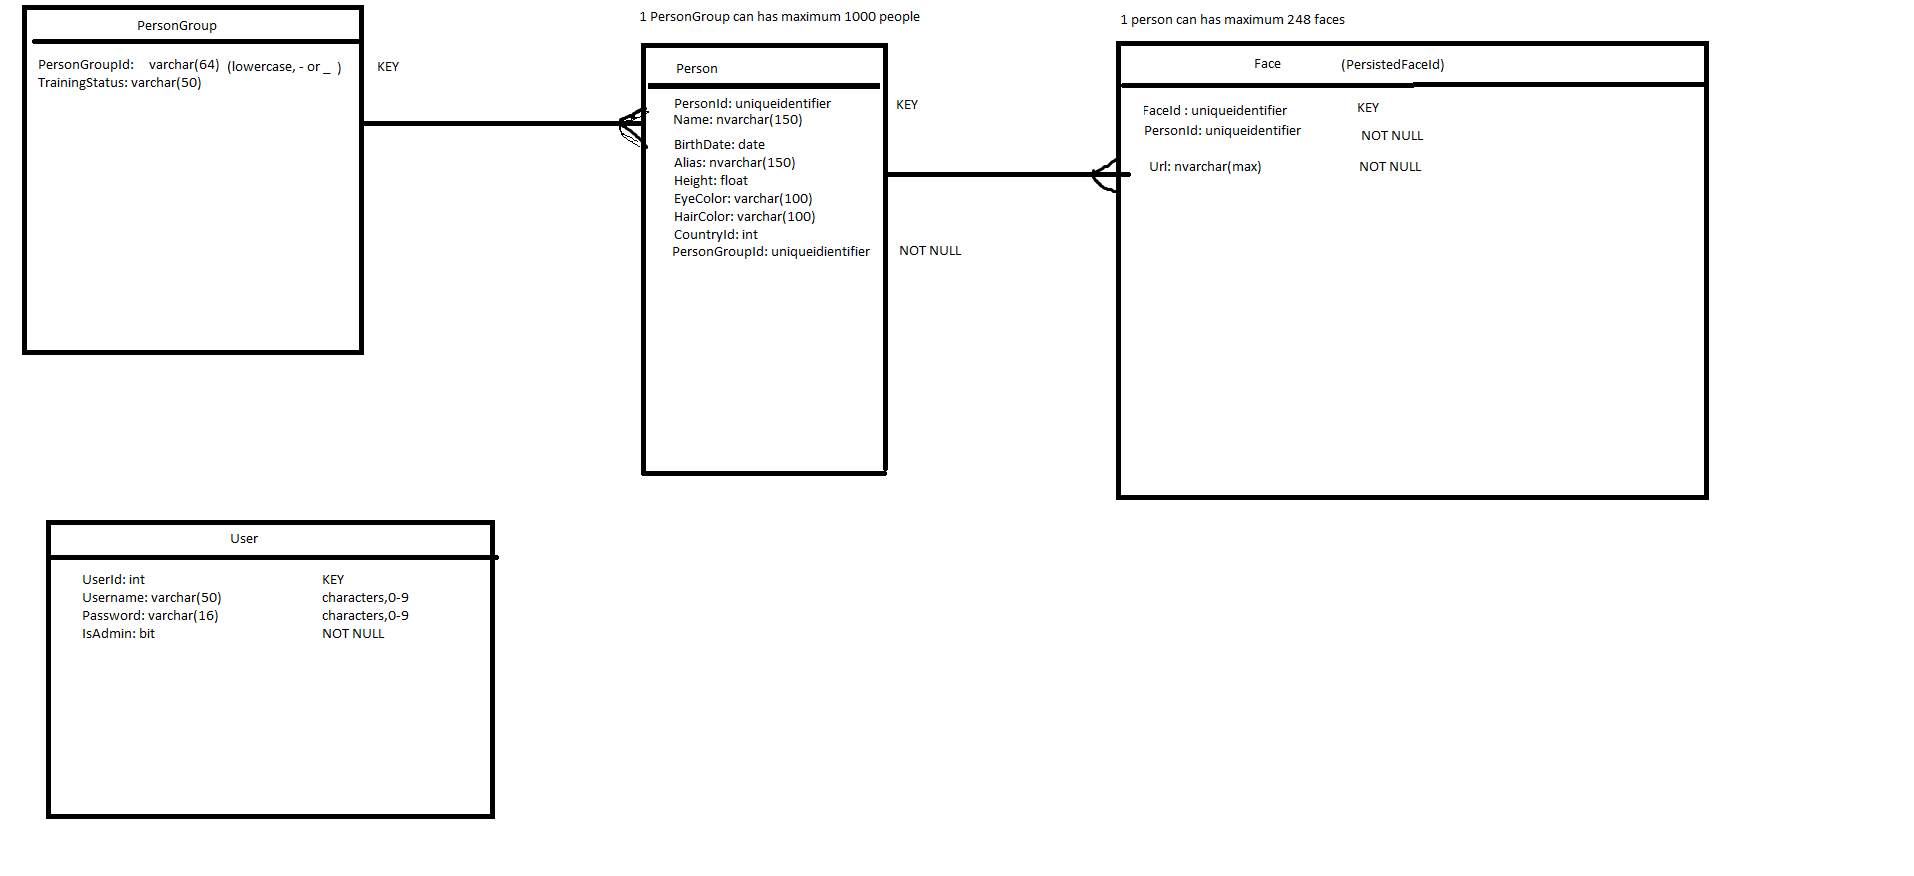 PersonGroup
PersonGroupId: varchar(64) (lowercase, - or _ ) KEY
TrainingStatus: varchar(50)
1 PersonGroup can has maximum 1000 people
Person
PersonId: uniqueidentifier KEY
Name: nvarchar(150)
BirthDate: date
Alias: nvarchar(150)
Height: float
EyeColor: varchar(100)
HairColor: varchar(100)
CountryId: int
PersonGroupId: uniqueidientifier NOT NULL
1 person can has maximum 248 faces
Face (PersistedFaceId)
FaceId : uniqueidentifier KEY
PersonId: uniqueidentifier NOT NULL
Url: nvarchar(max) NOT NULL
User
UserId: int KEY
Username: varchar(50) characters,0-9
Password: varchar(16) characters,0-9
IsAdmin: bit NOT NULL